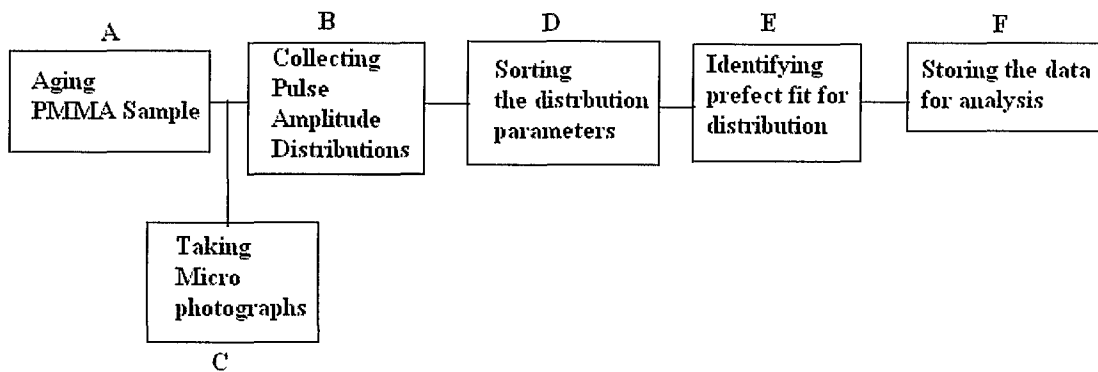 A
Aging
PMMA Sample
B
Collecting
Pulse
Amplitude
Distributions
C
Taking
Micro
photographs
D
Sorting
the distrbution
parameters
E
Identifying
prefect fit for
distribution
F
Storing the data
for analysis